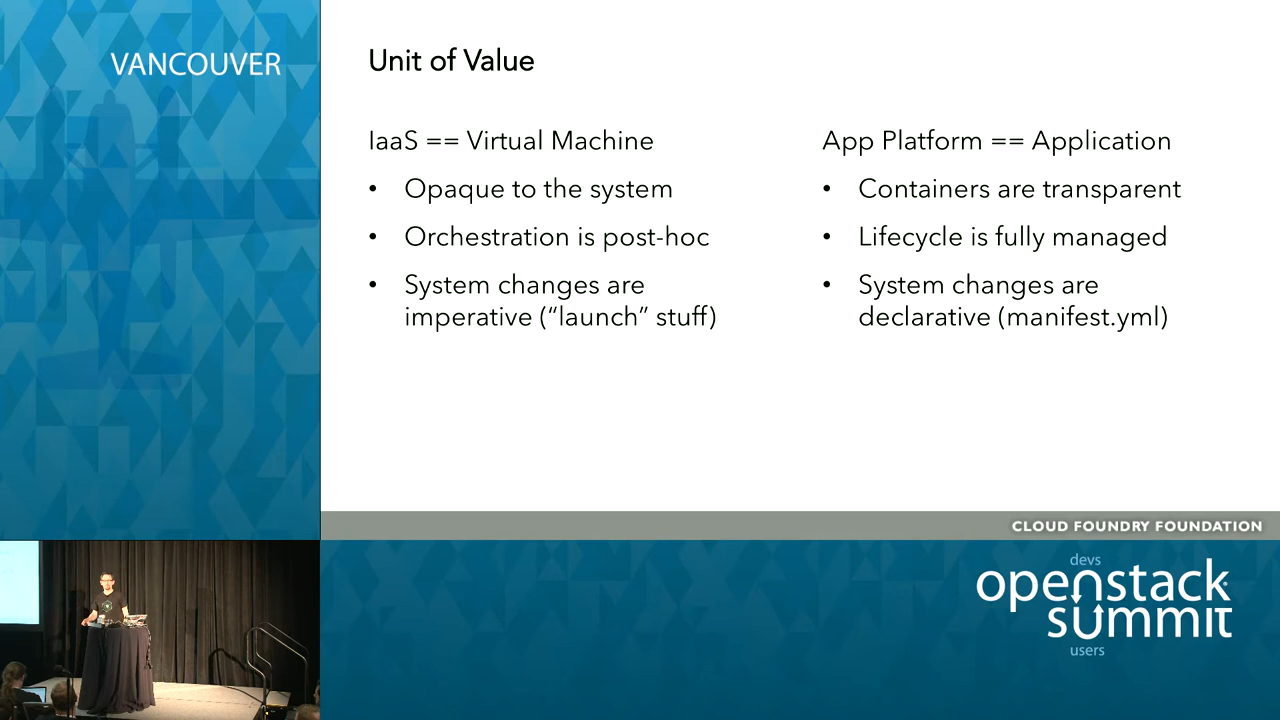 VANCOUVER
Unit of Value
IaaS == Virtual Machine
• Opaque to the system
• Orchestration is post-hoc
• System changes are
imperative (“launch” stuff)
App Platform == Application
• Containers are transparent
• Lifecycle is fully managed
• System changes are
declarative (manifest.yml)
CLOUD FOUNDRY FOUNDATION
devs
openstack
summit
users